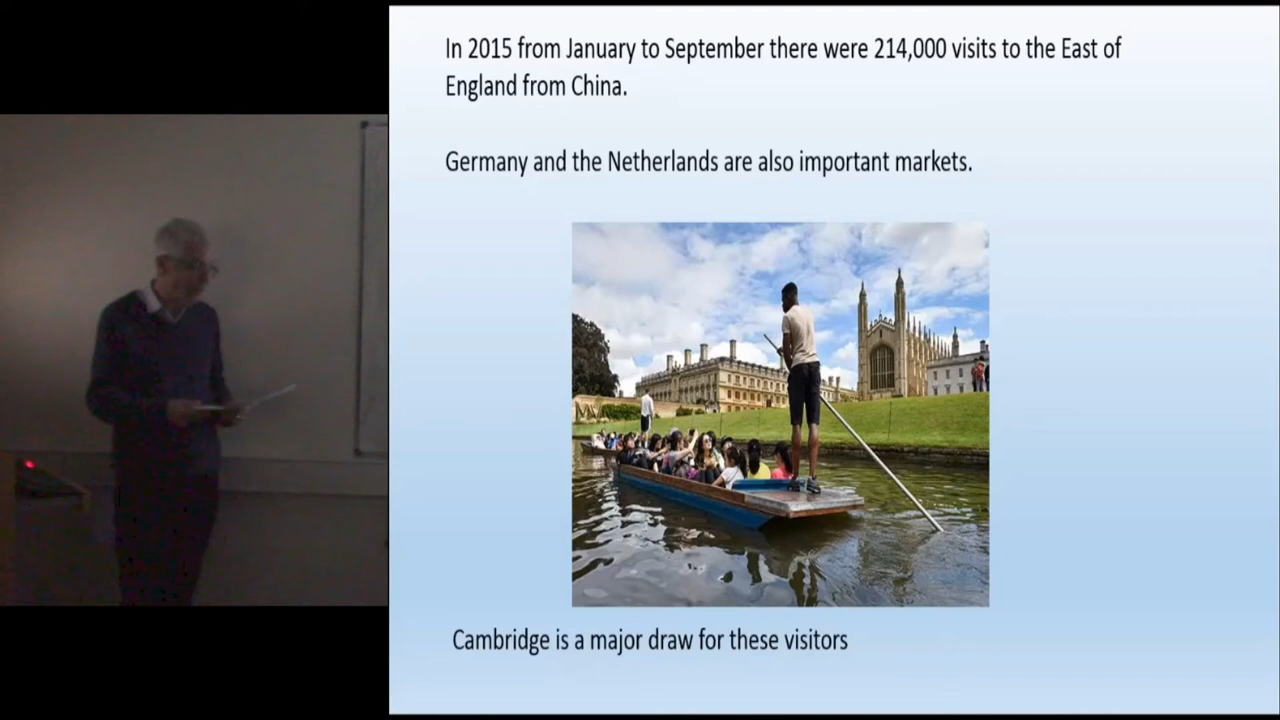 In 2015 from January to September there were 214,000 visits to the East of
England from China.
Germany and the Netherlands are also important markets.
Cambridge is a major draw for these visitors